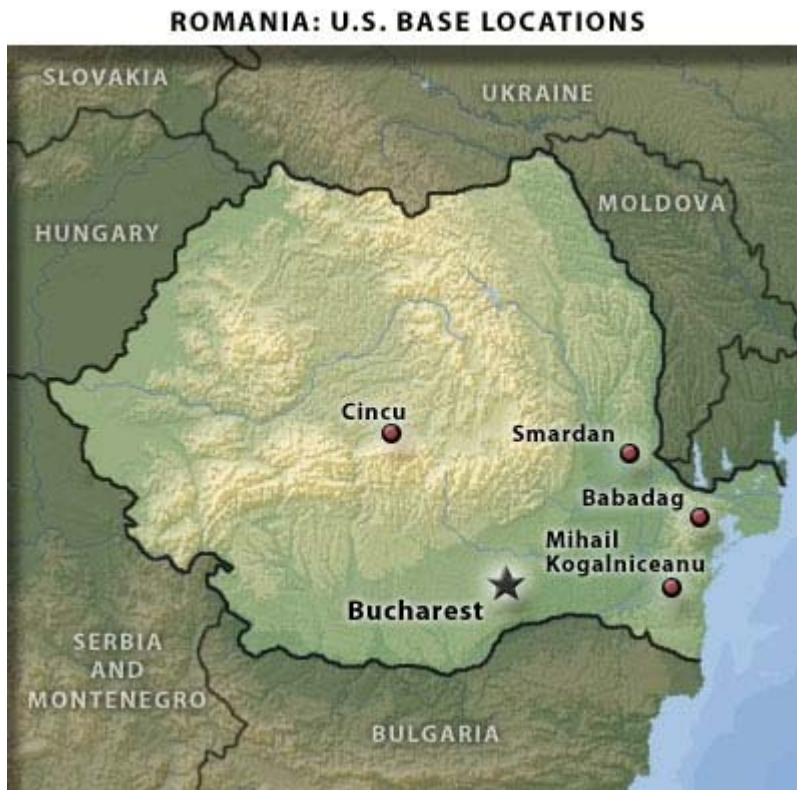 ROMANIA: U.S. BASE LOCATIONS
SLOVAKIA
UKRAINE
MOLDOVA
HUNGARY
Cincu
Smardan
Babadag
Mihail
Kogalniceanu
Bucharest
SERBIA
AND
MONTENEGRO
BULGARIA